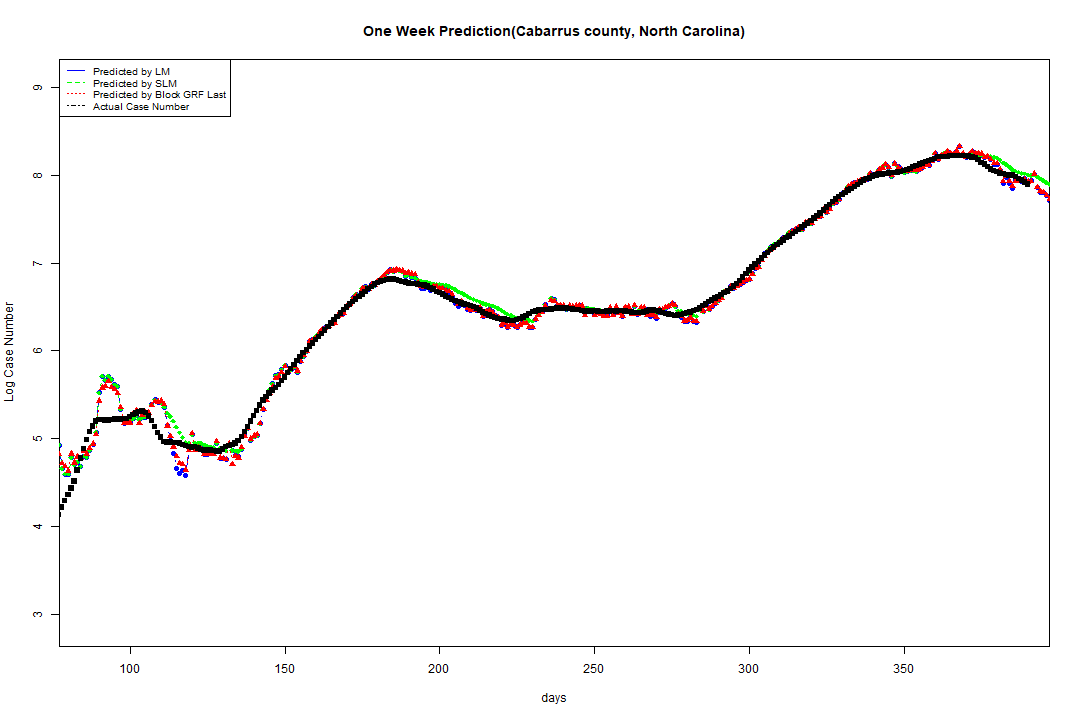 One Week Prediction(Cabarrus county, North Carolina)
Predicted by LM
Predicted by SLM
Predicted by Block GRF Last
Actual Case Number
9
8
7
6
5
4
3
Log Case Number
100 150 200 250 300 350
days